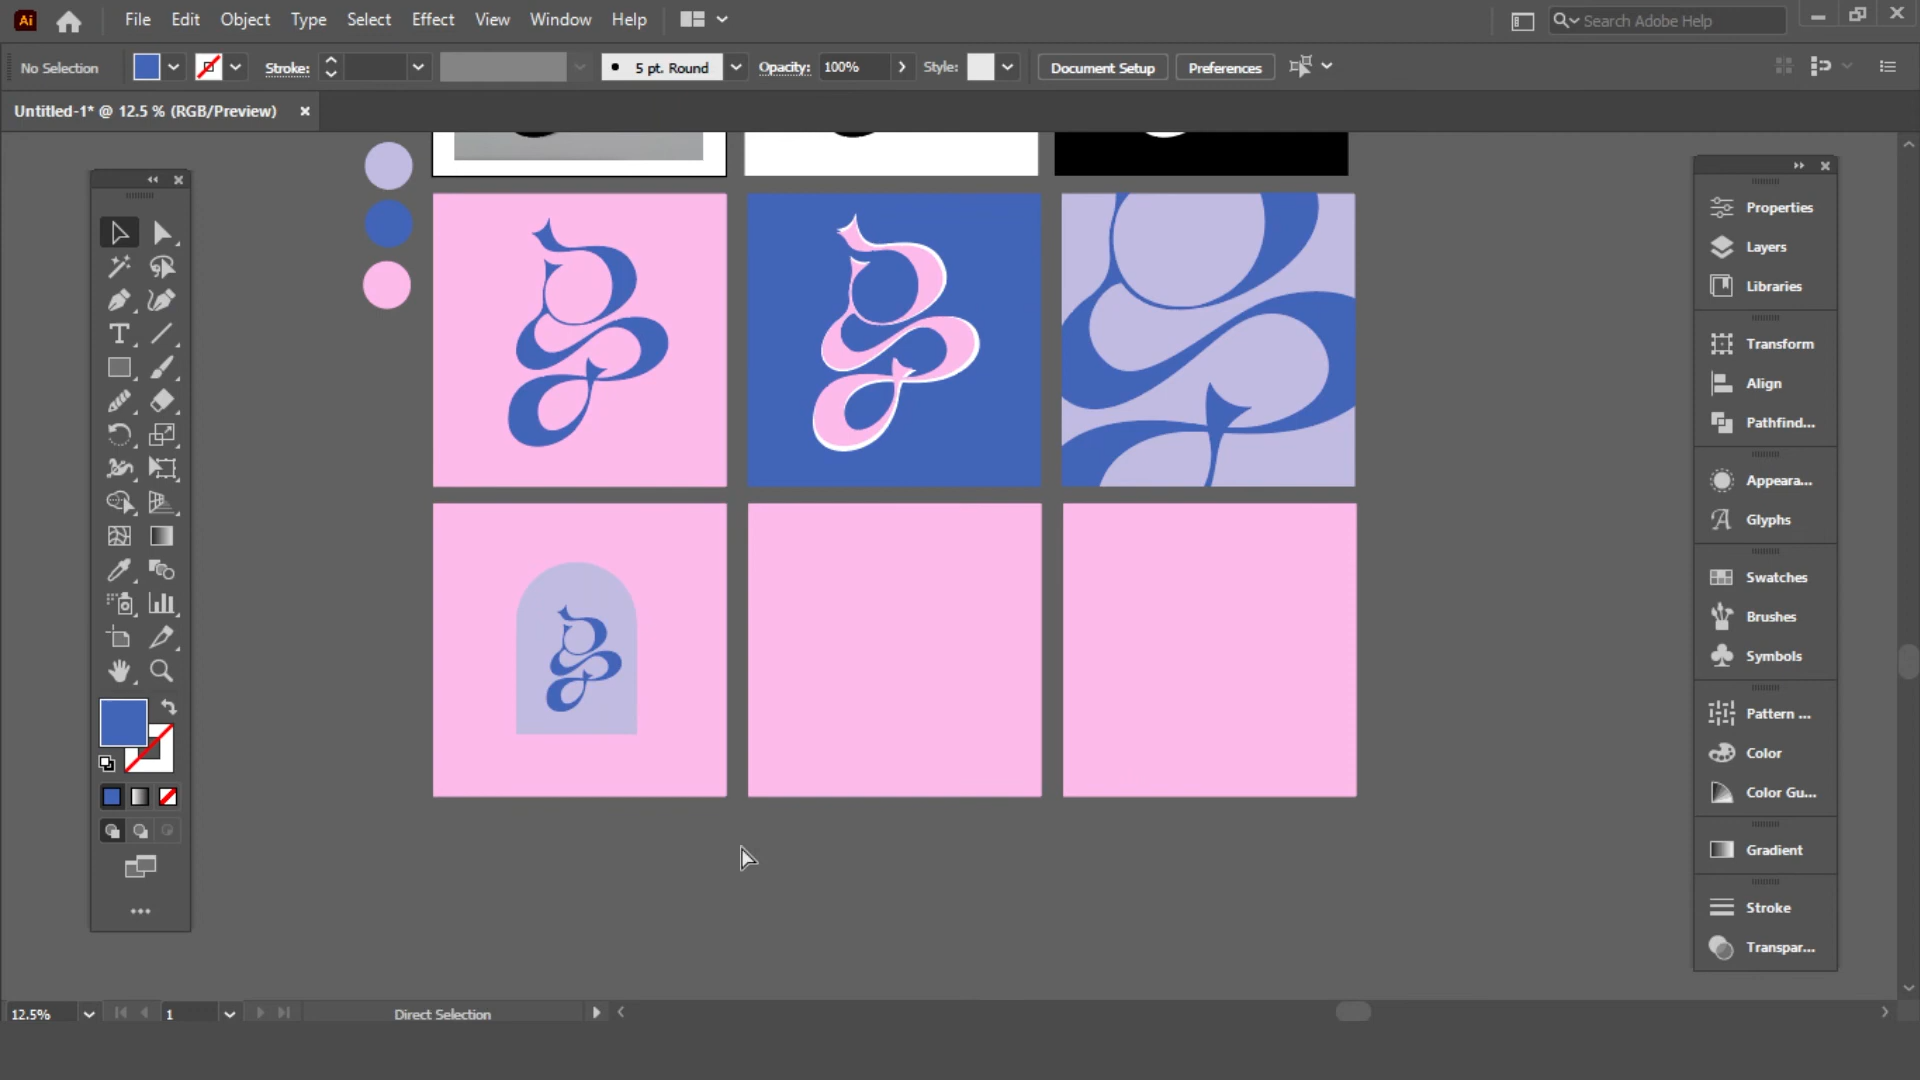 Ai File Edit Object Type Select Effect View Window Help Search Adobe Help
No Selection Stroke: 5 pt. Round Opacity: 100% Style: Document Setup Preferences
Untitled-1* @ 12.5 % (RGB/Preview)
Properties
Layers
Libraries
Transform
Align
Pathfind...
Appeara...
Glyphs
Swatches
Brushes
Symbols
Pattern ...
Color
Color Gu...
Gradient
Stroke
Transpar...
12.5% 1 Direct Selection